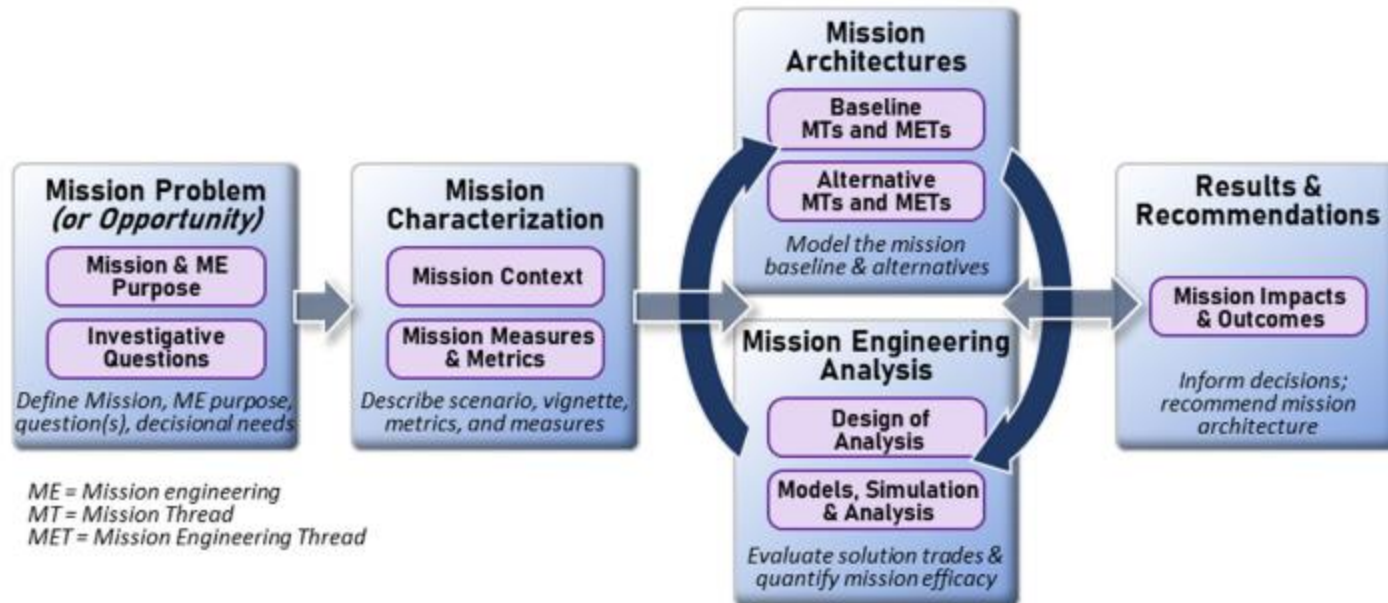 Mission Problem
(or Opportunity)
Mission & ME
Purpose
Investigative
Questions
Define Mission, ME purpose,
question(s), decisional needs
Mission
Characterization
Mission Context
Mission Measures
& Metrics
Describe scenario, vignette,
metrics, and measures
Mission
Architectures
Baseline
MTs and METs
Alternative
MTs and METs
Model the mission
baseline & alternatives
Mission Engineering
Analysis
Design of
Analysis
Models, Simulation
& Analysis
Evaluate solution trades &
quantify mission efficacy
Results &
Recommendations
Mission Impacts
& Outcomes
Inform decisions;
recommend mission
architecture
ME = Mission engineering
MT = Mission Thread
MET = Mission Engineering Thread